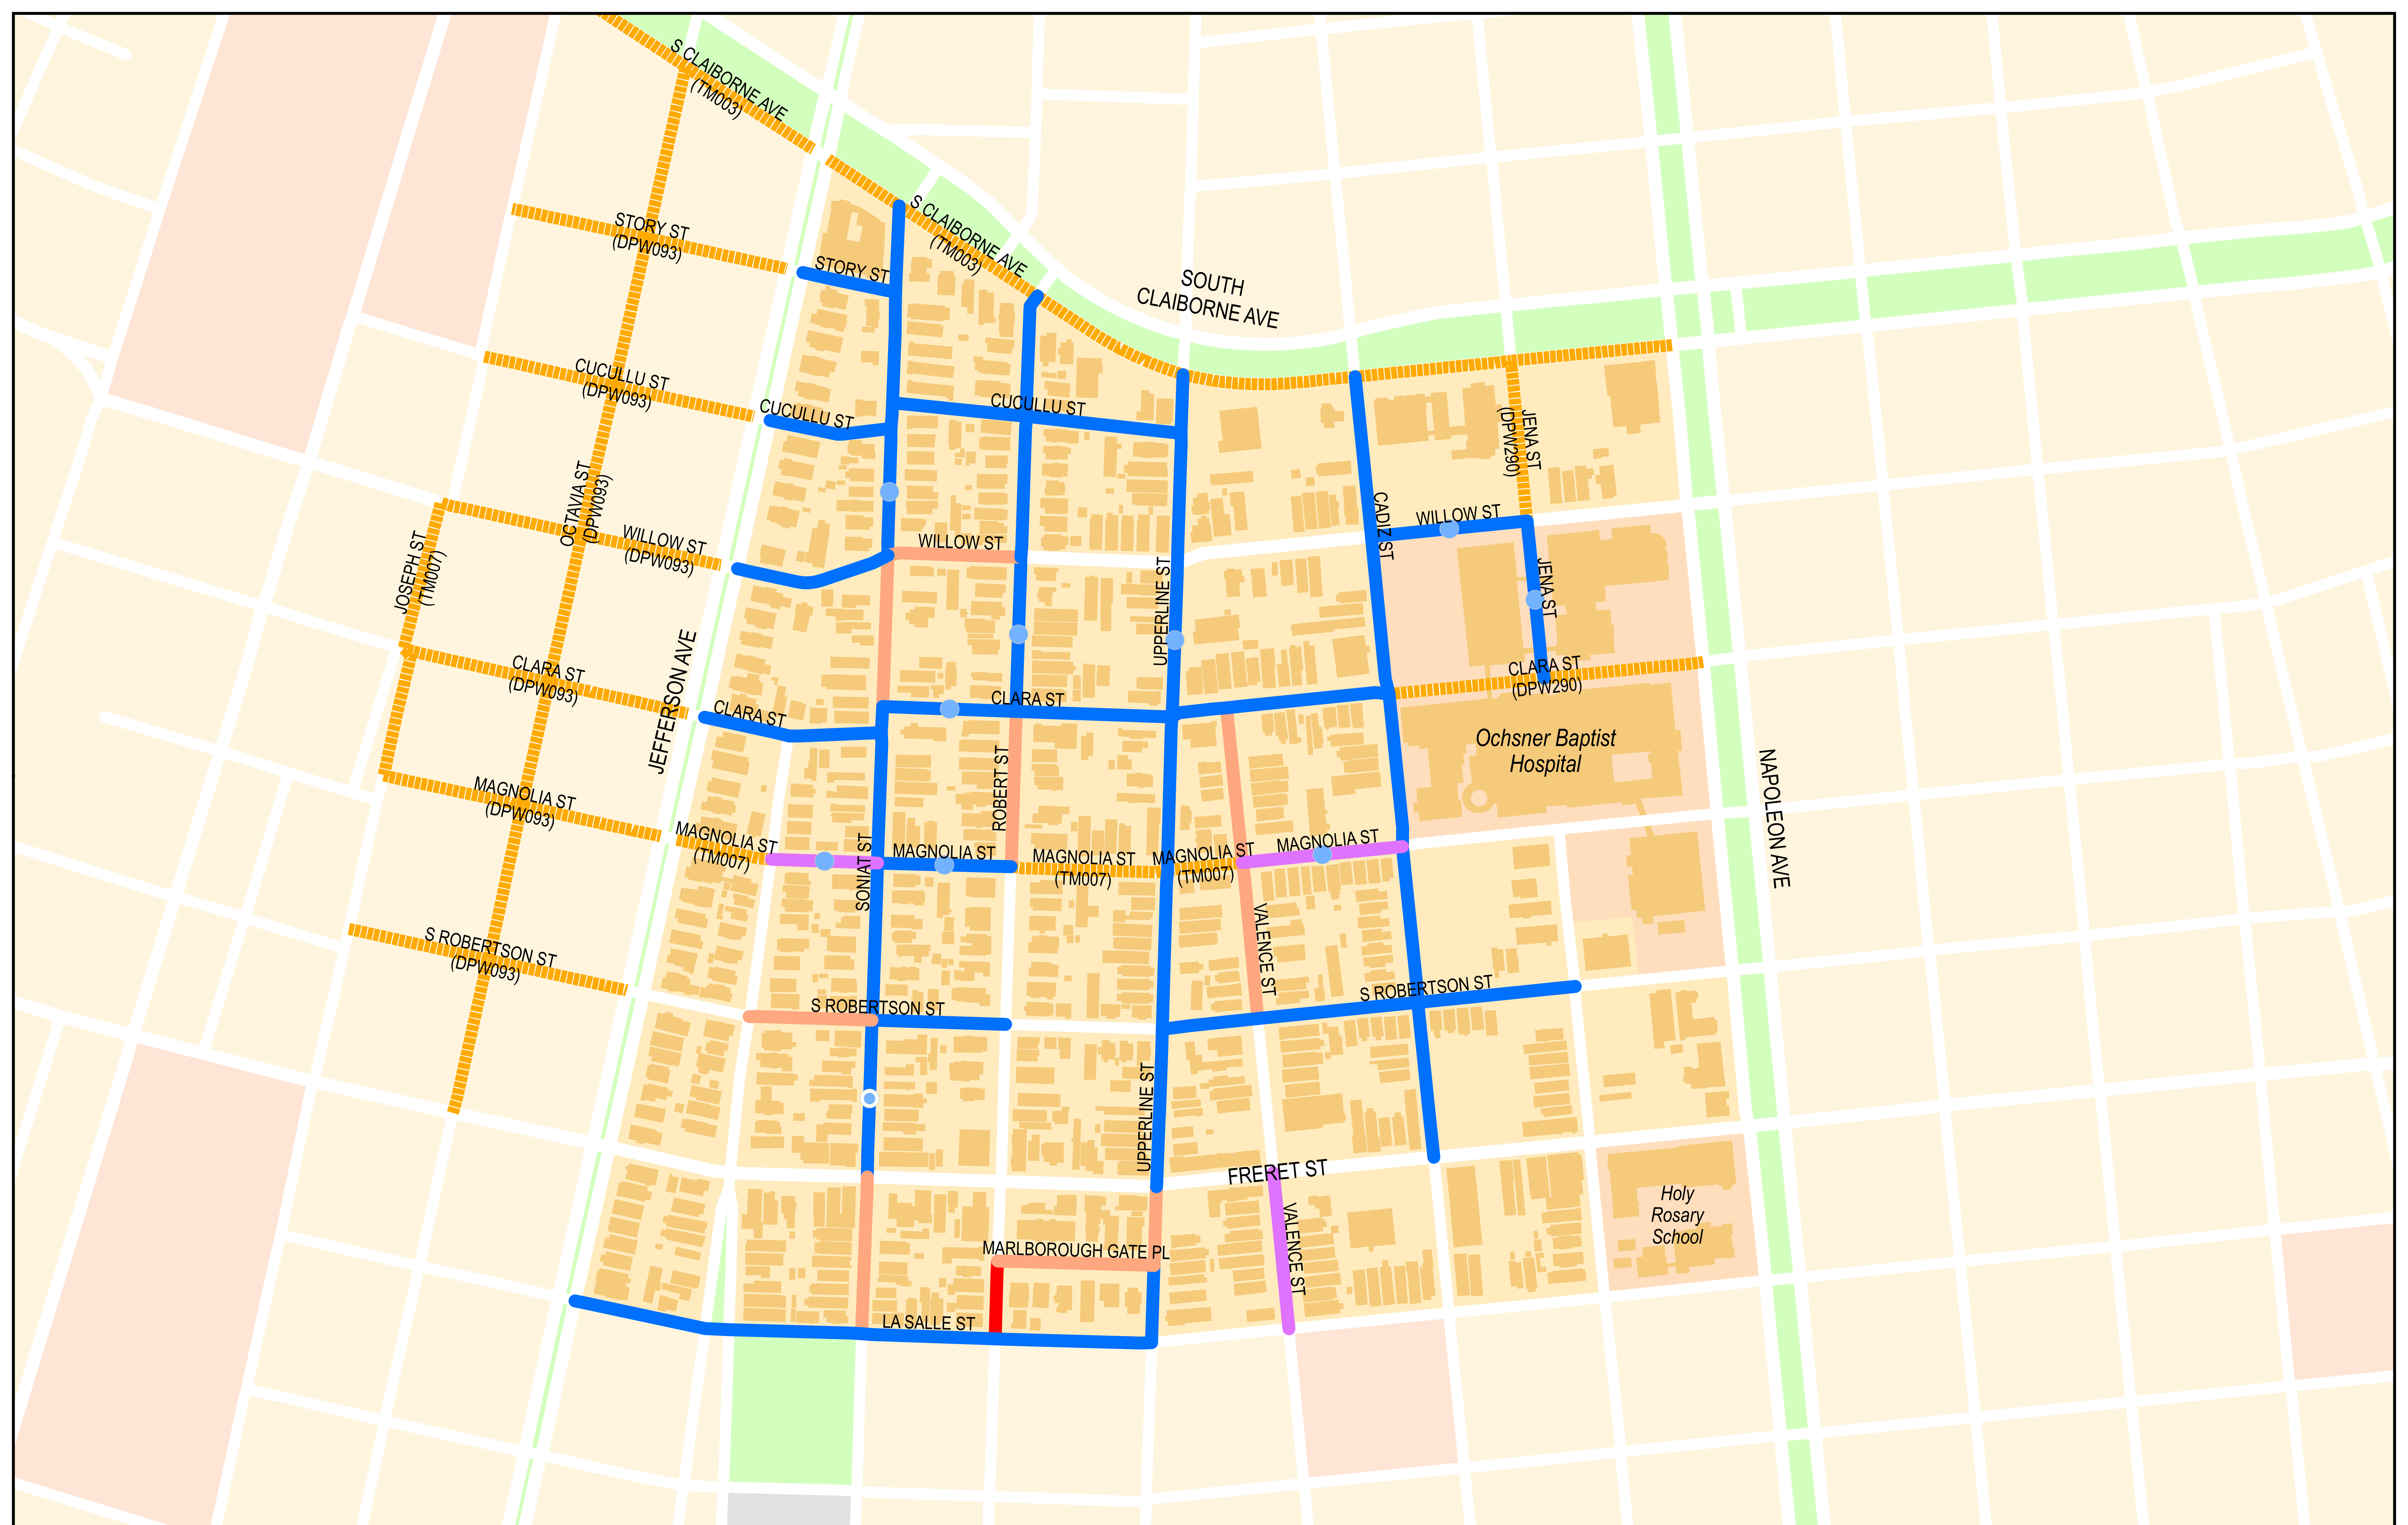 S CLAIBORNE AVE
(TM003)
S CLAIBORNE AVE
(TM003)
SOUTH
CLAIBORNE AVE
STORY ST
(DPW093)
STORY ST
CUCULLU ST
(DPW093)
CUCULLU ST
CUCULLU ST
JENA ST
(DPW290)
OCTAVIA ST
(DPW093)
WILLOW ST
(DPW093)
WILLOW ST
CADIZ ST
WILLOW ST
JOSEPH ST
(TM007)
UPPERLINE ST
JENA ST
CLARA ST
(DPW093)
JEFFERSON AVE
CLARA ST
CLARA ST
CLARA ST
(DPW290)
Ochsner Baptist
Hospital
MAGNOLIA ST
(DPW093)
ROBERT ST
NAPOLEON AVE
MAGNOLIA ST
(TM007)
SONIAT ST
MAGNOLIA ST
MAGNOLIA ST
(TM007)
MAGNOLIA ST
(TM007)
MAGNOLIA ST
S ROBERTSON ST
(DPW093)
VALENCE ST
S ROBERTSON ST
S ROBERTSON ST
UPPERLINE ST
FRERET ST
VALENCE ST
Holy
Rosary
School
MARLBOROUGH GATE PL
LA SALLE ST